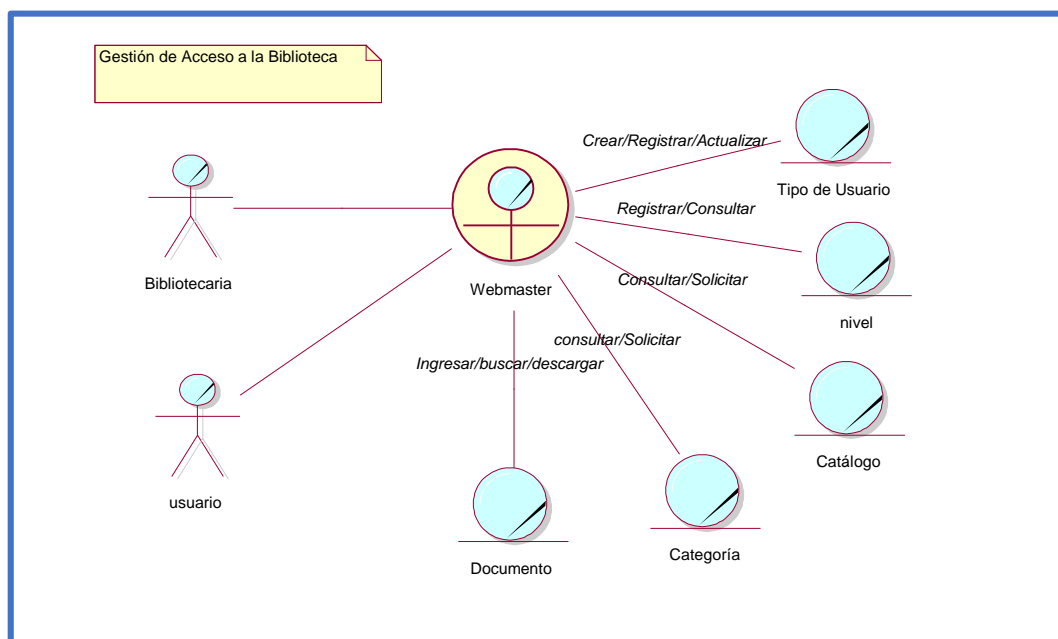 Gestión de Acceso a la Biblioteca
Crear/Registrar/Actualizar
Tipo de Usuario
Registrar/Consultar
Bibliotecaria
Webmaster
Consultar/Solicitar
nivel
consultar/Solicitar
Ingresar/buscar/descargar
Catálogo
usuario
Categoría
Documento